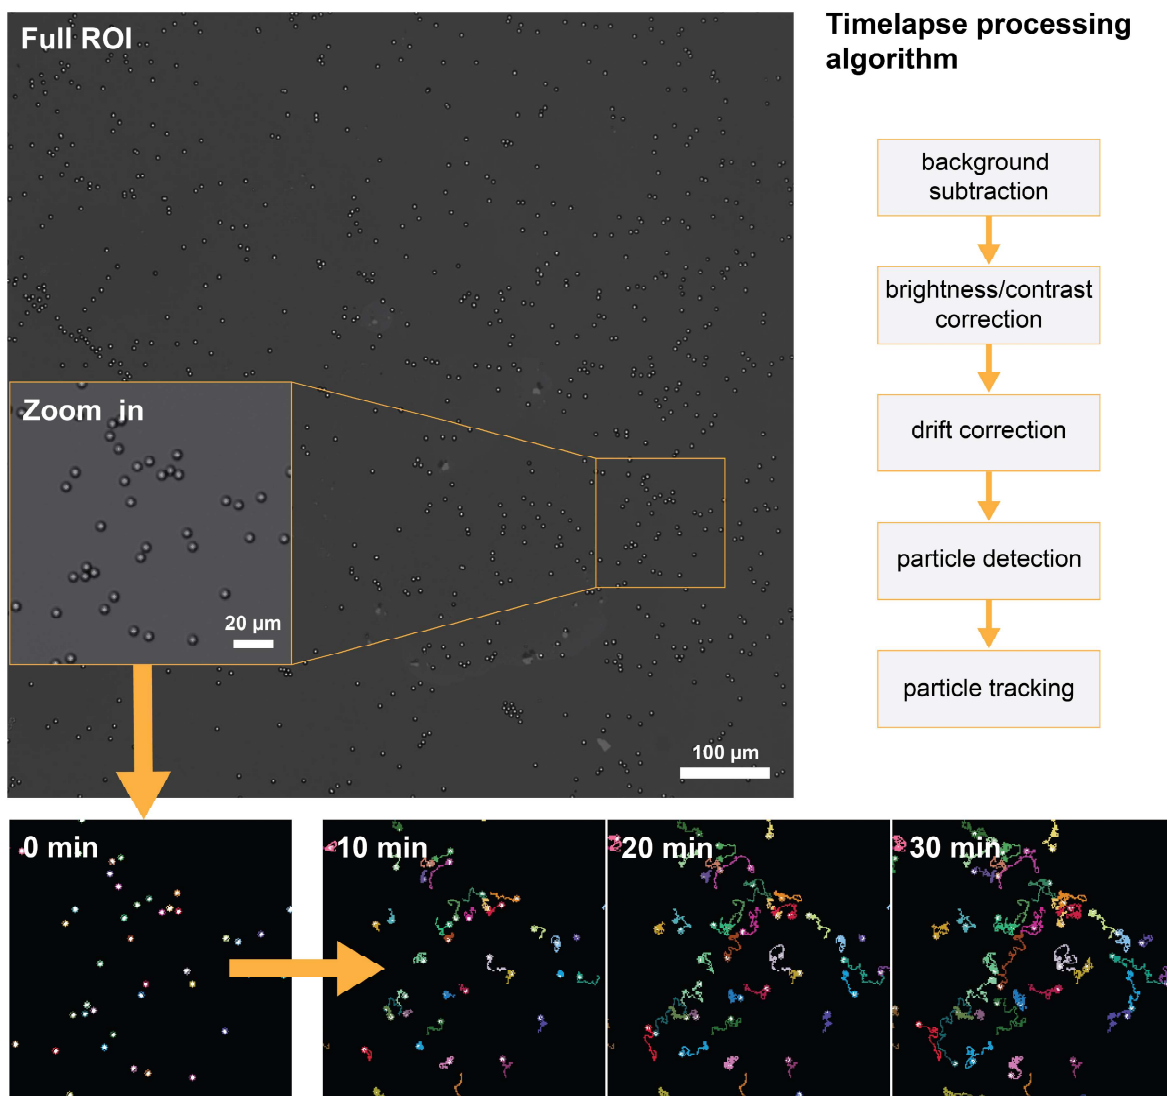 Full ROI
Timelapse processing
algorithm
background
subtraction
brightness/contrast
correction
drift correction
particle detection
particle tracking
Zoom in
20 µm
100 µm
0 min
10 min
20 min
30 min